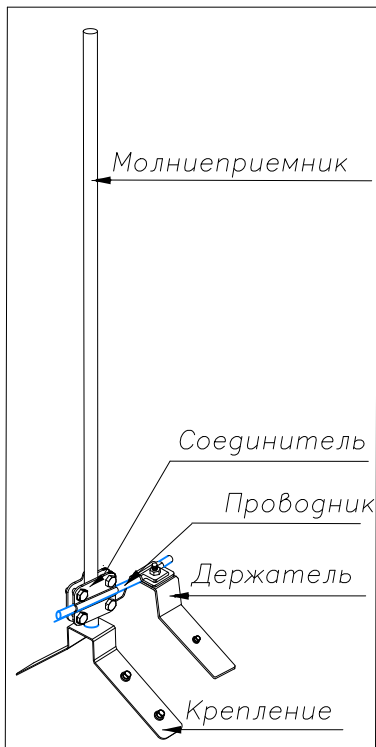 Молниеприемник
Соединитель
Проводник
Держатель
Крепление